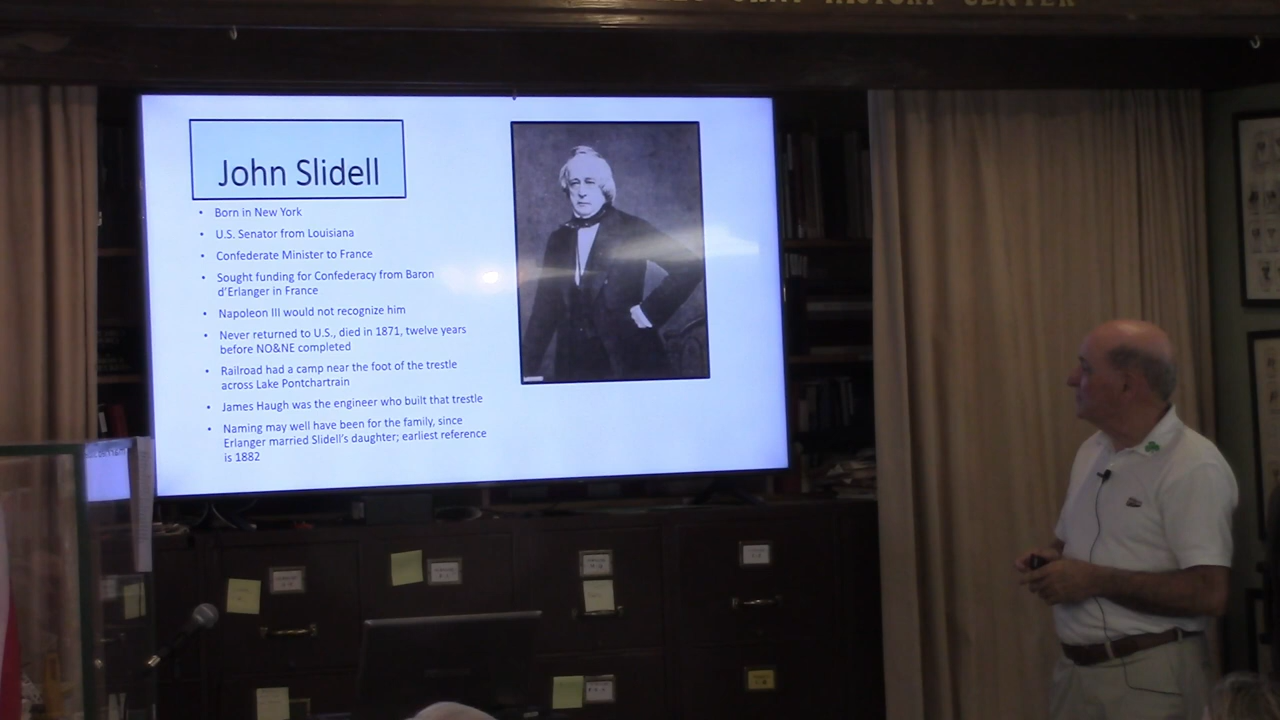 HISTORY CENTER
John Slidell
• Born in New York
• U.S. Senator from Louisiana
• Confederate Minister to France
• Sought funding for Confederacy from Baron
d'Erlanger in France
• Napoleon III would not recognize him
• Never returned to U.S., died in 1871, twelve years
before NO&NE completed
• Railroad had a camp near the foot of the trestle
across Lake Pontchartrain
• James Haugh was the engineer who built that trestle
• Naming may well have been for the family, since
Erlanger married Slidell's daughter; earliest reference
is 1882